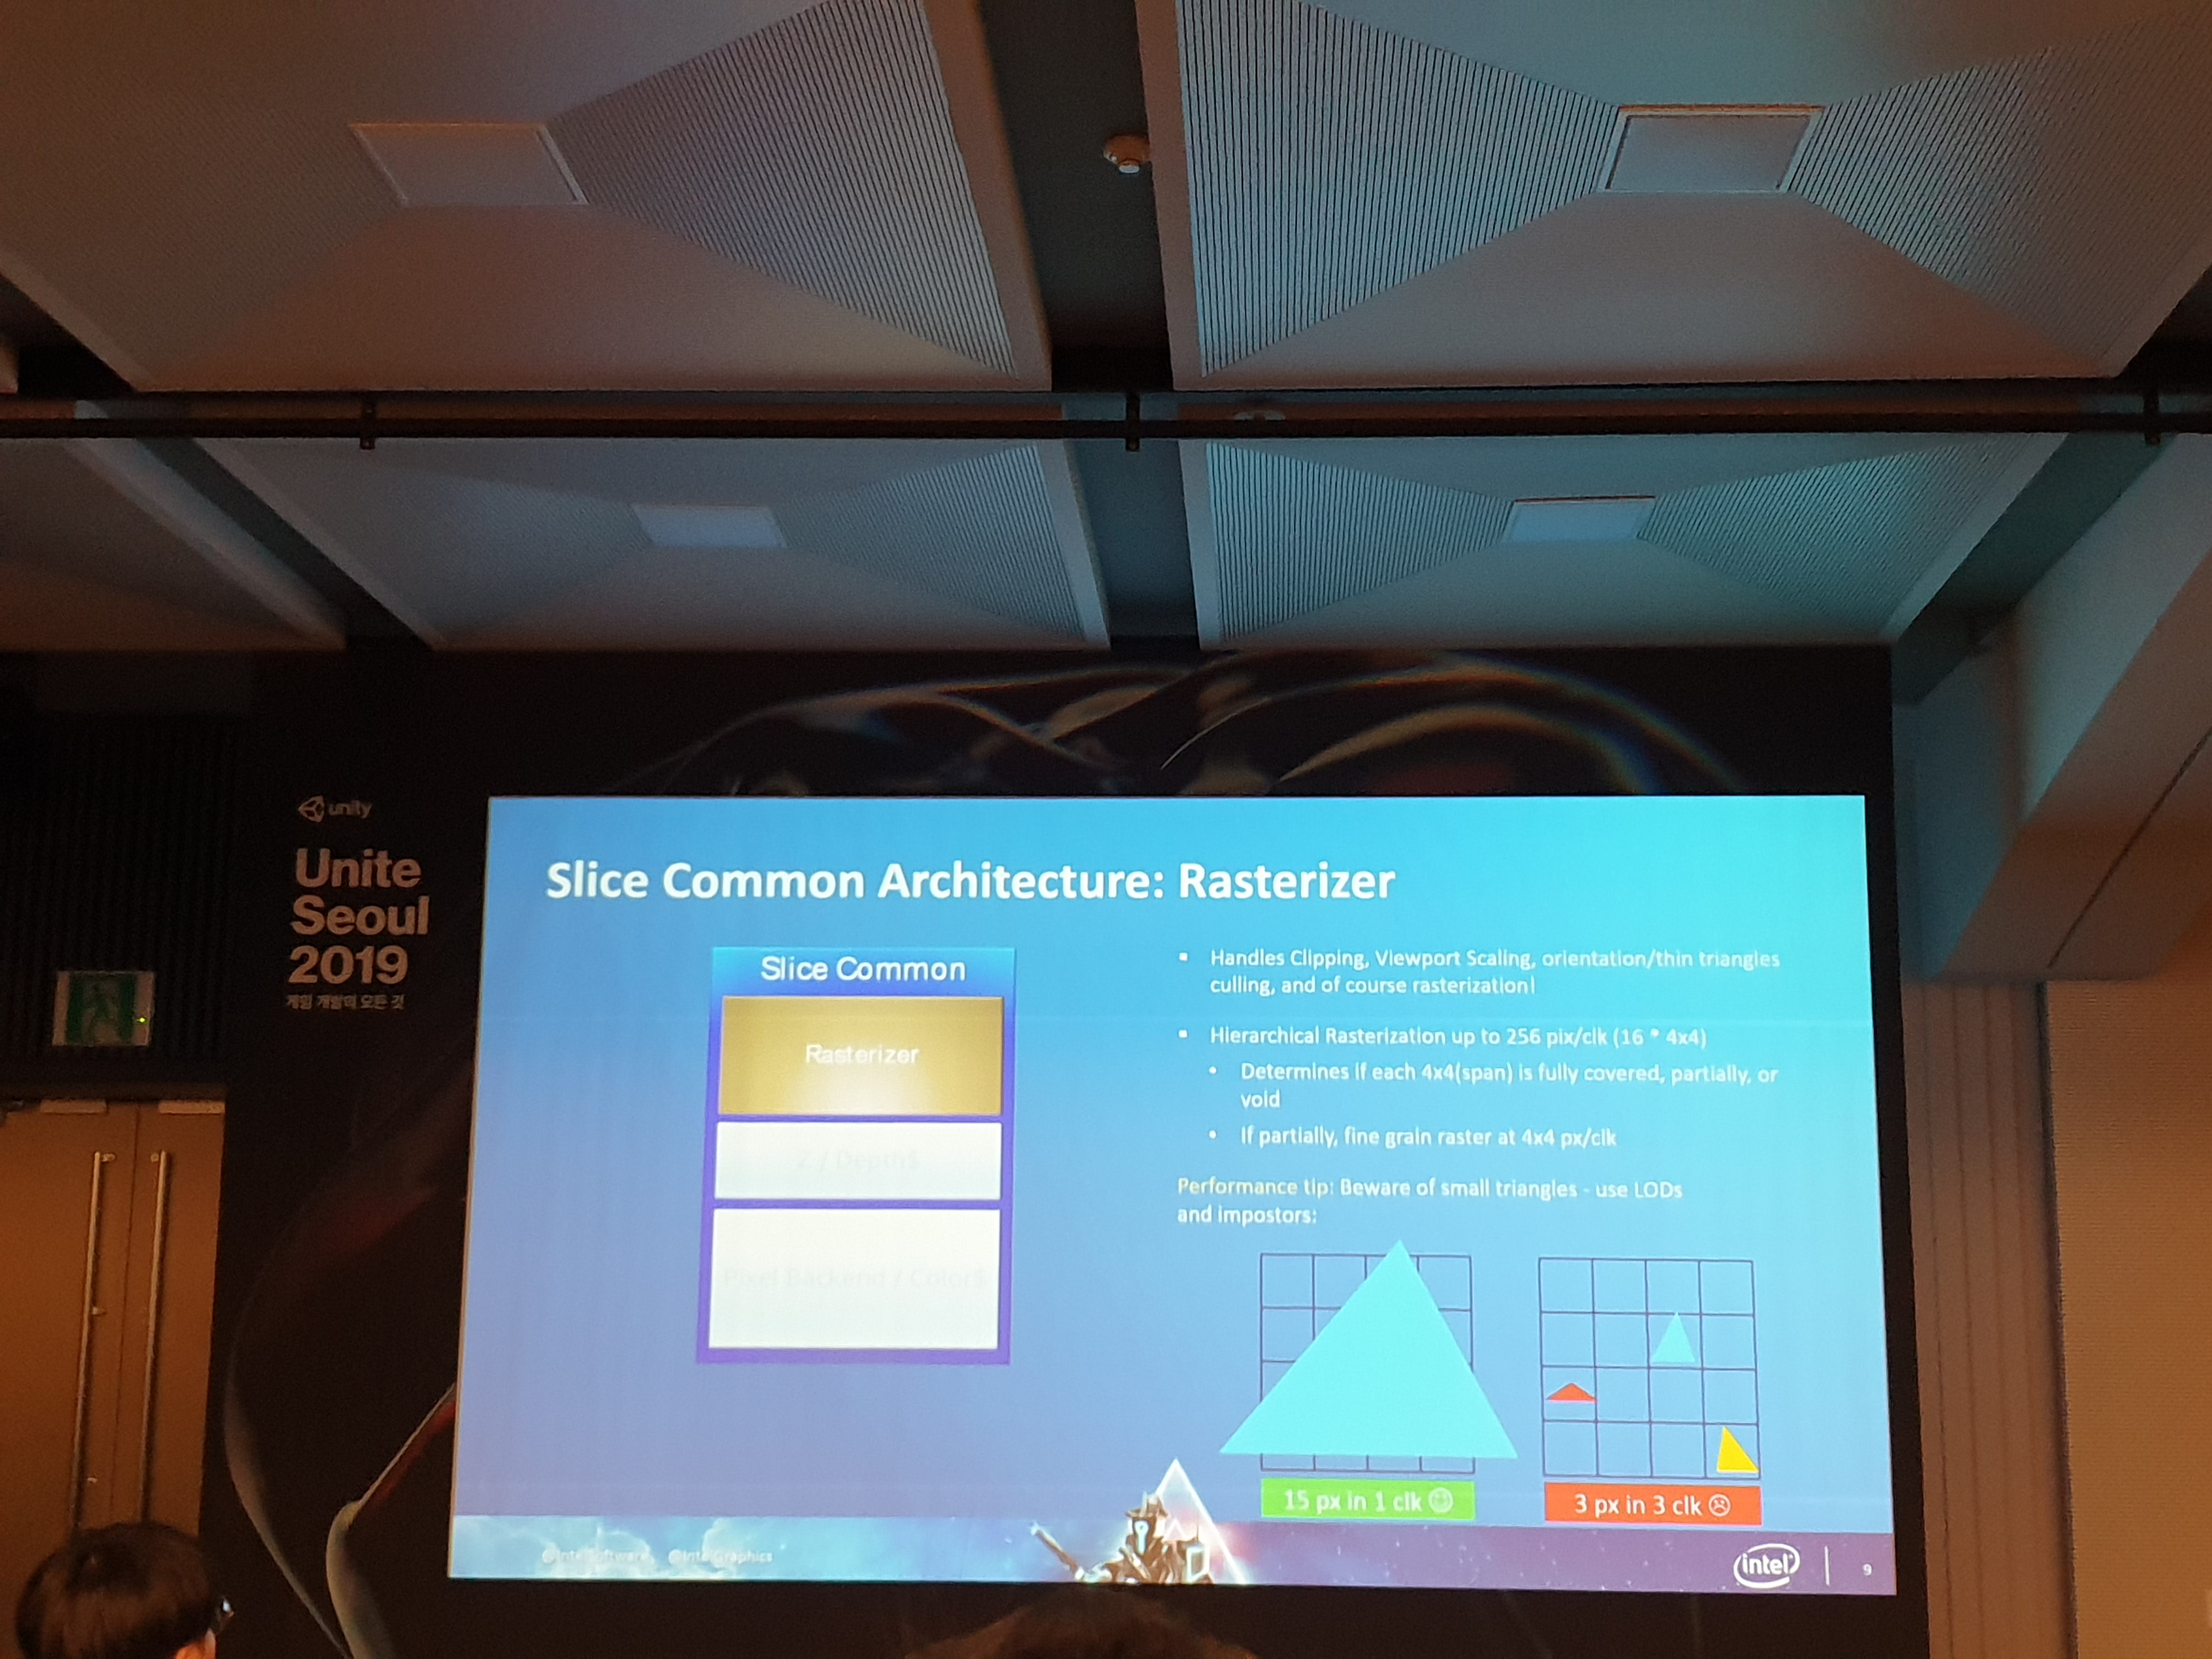 unity
Unite
Seoul
2019
게임 개발의 모든 것
Slice Common Architecture: Rasterizer
Slice Common
Rasterizer
Z / Depth$
Pixel Backend / Color$
▪ Handles Clipping, Viewport Scaling, orientation/thin triangles
culling, and of course rasterization!
▪ Hierarchical Rasterization up to 256 pix/clk (16 * 4x4)
• Determines if each 4x4(span) is fully covered, partially, or
void
• If partially, fine grain raster at 4x4 px/clk
Performance tip: Beware of small triangles - use LODs
and impostors:
15 px in 1 clk ☺
3 px in 3 clk ☹
@IntelSoftware @IntelGraphics
intel
9